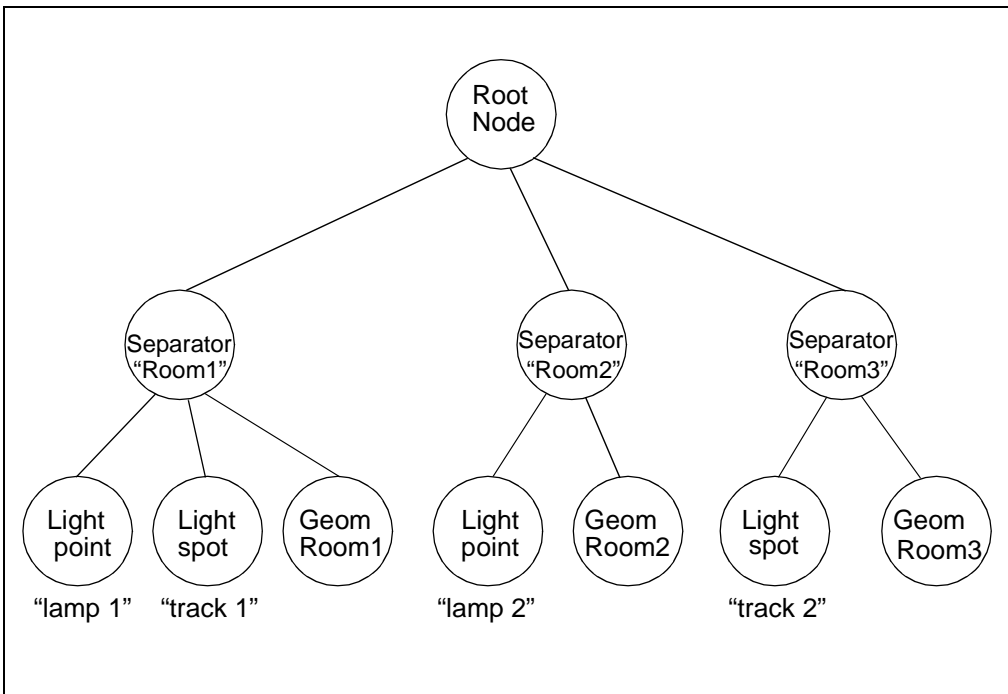 Root
Node
Separator
“Room1”
Separator
“Room2”
Separator
“Room3”
Light
point
Light
spot
Geom
Room1
Light
point
Geom
Room2
Light
spot
Geom
Room3
“lamp 1”
“track 1”
“lamp 2”
“track 2”